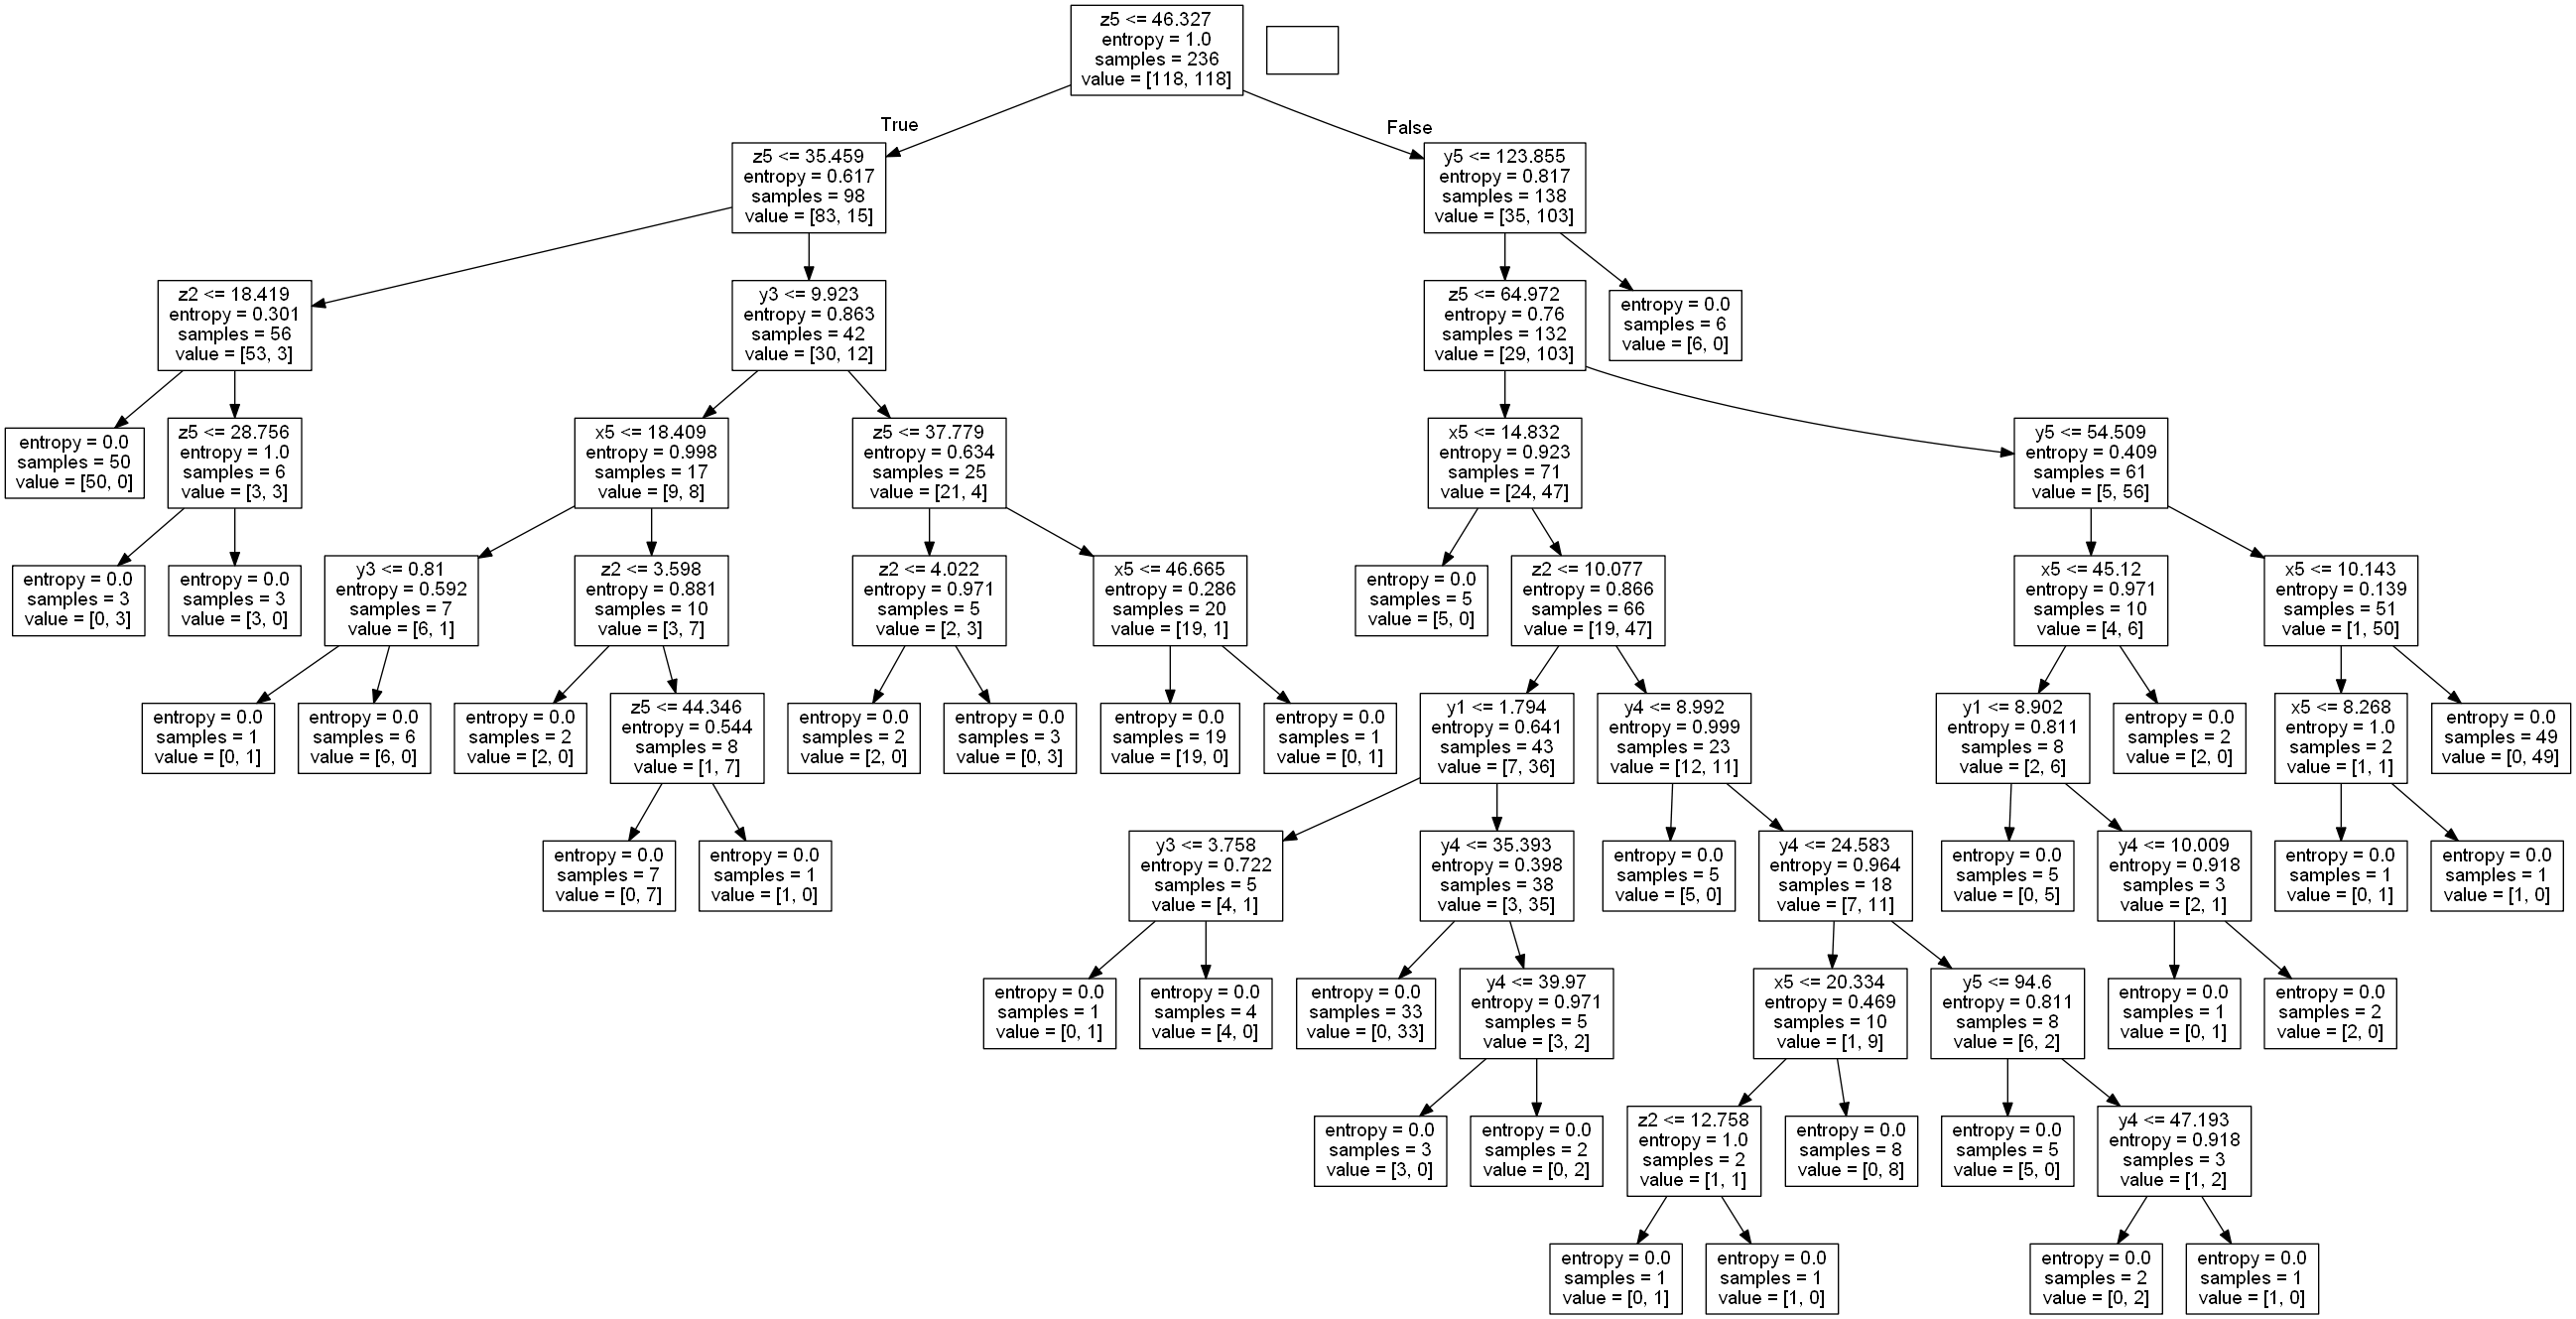 z5 <= 46.327
entropy = 1.0
samples = 236
value = [118, 118]
True
False
z5 <= 35.459
entropy = 0.617
samples = 98
value = [83, 15]
y5 <= 123.855
entropy = 0.817
samples = 138
value = [35, 103]
z2 <= 18.419
entropy = 0.301
samples = 56
value = [53, 3]
y3 <= 9.923
entropy = 0.863
samples = 42
value = [30, 12]
z5 <= 64.972
entropy = 0.76
samples = 132
value = [29, 103]
entropy = 0.0
samples = 6
value = [6, 0]
entropy = 0.0
samples = 50
value = [50, 0]
z5 <= 28.756
entropy = 1.0
samples = 6
value = [3, 3]
x5 <= 18.409
entropy = 0.998
samples = 17
value = [9, 8]
z5 <= 37.779
entropy = 0.634
samples = 25
value = [21, 4]
x5 <= 14.832
entropy = 0.923
samples = 71
value = [24, 47]
y5 <= 54.509
entropy = 0.409
samples = 61
value = [5, 56]
entropy = 0.0
samples = 3
value = [0, 3]
entropy = 0.0
samples = 3
value = [3, 0]
y3 <= 0.81
entropy = 0.592
samples = 7
value = [6, 1]
z2 <= 3.598
entropy = 0.881
samples = 10
value = [3, 7]
z2 <= 4.022
entropy = 0.971
samples = 5
value = [2, 3]
x5 <= 46.665
entropy = 0.286
samples = 20
value = [19, 1]
entropy = 0.0
samples = 5
value = [5, 0]
z2 <= 10.077
entropy = 0.866
samples = 66
value = [19, 47]
x5 <= 45.12
entropy = 0.971
samples = 10
value = [4, 6]
x5 <= 10.143
entropy = 0.139
samples = 51
value = [1, 50]
entropy = 0.0
samples = 1
value = [0, 1]
entropy = 0.0
samples = 6
value = [6, 0]
entropy = 0.0
samples = 2
value = [2, 0]
z5 <= 44.346
entropy = 0.544
samples = 8
value = [1, 7]
entropy = 0.0
samples = 2
value = [2, 0]
entropy = 0.0
samples = 3
value = [0, 3]
entropy = 0.0
samples = 19
value = [19, 0]
entropy = 0.0
samples = 1
value = [0, 1]
y1 <= 1.794
entropy = 0.641
samples = 43
value = [7, 36]
y4 <= 8.992
entropy = 0.999
samples = 23
value = [12, 11]
y1 <= 8.902
entropy = 0.811
samples = 8
value = [2, 6]
entropy = 0.0
samples = 2
value = [2, 0]
x5 <= 8.268
entropy = 1.0
samples = 2
value = [1, 1]
entropy = 0.0
samples = 49
value = [0, 49]
entropy = 0.0
samples = 7
value = [0, 7]
entropy = 0.0
samples = 1
value = [1, 0]
y3 <= 3.758
entropy = 0.722
samples = 5
value = [4, 1]
y4 <= 35.393
entropy = 0.398
samples = 38
value = [3, 35]
entropy = 0.0
samples = 5
value = [5, 0]
y4 <= 24.583
entropy = 0.964
samples = 18
value = [7, 11]
entropy = 0.0
samples = 5
value = [0, 5]
y4 <= 10.009
entropy = 0.918
samples = 3
value = [2, 1]
entropy = 0.0
samples = 1
value = [0, 1]
entropy = 0.0
samples = 1
value = [1, 0]
entropy = 0.0
samples = 1
value = [0, 1]
entropy = 0.0
samples = 4
value = [4, 0]
entropy = 0.0
samples = 33
value = [0, 33]
y4 <= 39.97
entropy = 0.971
samples = 5
value = [3, 2]
x5 <= 20.334
entropy = 0.469
samples = 10
value = [1, 9]
y5 <= 94.6
entropy = 0.811
samples = 8
value = [6, 2]
entropy = 0.0
samples = 1
value = [0, 1]
entropy = 0.0
samples = 2
value = [2, 0]
entropy = 0.0
samples = 3
value = [3, 0]
entropy = 0.0
samples = 2
value = [0, 2]
z2 <= 12.758
entropy = 1.0
samples = 2
value = [1, 1]
entropy = 0.0
samples = 8
value = [0, 8]
entropy = 0.0
samples = 5
value = [5, 0]
y4 <= 47.193
entropy = 0.918
samples = 3
value = [1, 2]
entropy = 0.0
samples = 1
value = [0, 1]
entropy = 0.0
samples = 1
value = [1, 0]
entropy = 0.0
samples = 2
value = [0, 2]
entropy = 0.0
samples = 1
value = [1, 0]